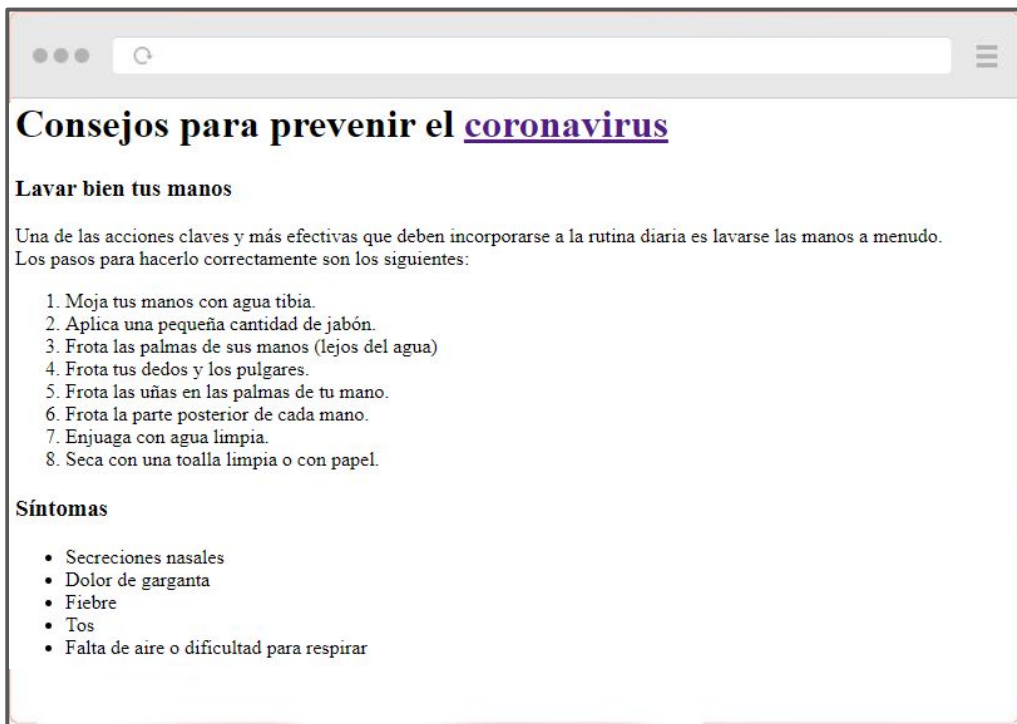 Consejos para prevenir el coronavirus
Lavar bien tus manos
Una de las acciones claves y más efectivas que deben incorporarse a la rutina diaria es lavarse las manos a menudo.
Los pasos para hacerlo correctamente son los siguientes:
1. Moja tus manos con agua tibia.
2. Aplica una pequeña cantidad de jabón.
3. Frota las palmas de sus manos (lejos del agua)
4. Frota tus dedos y los pulgares.
5. Frota las uñas en las palmas de tu mano.
6. Frota la parte posterior de cada mano.
7. Enjuaga con agua limpia.
8. Seca con una toalla limpia o con papel.
Síntomas
• Secreciones nasales
• Dolor de garganta
• Fiebre
• Tos
• Falta de aire o dificultad para respirar